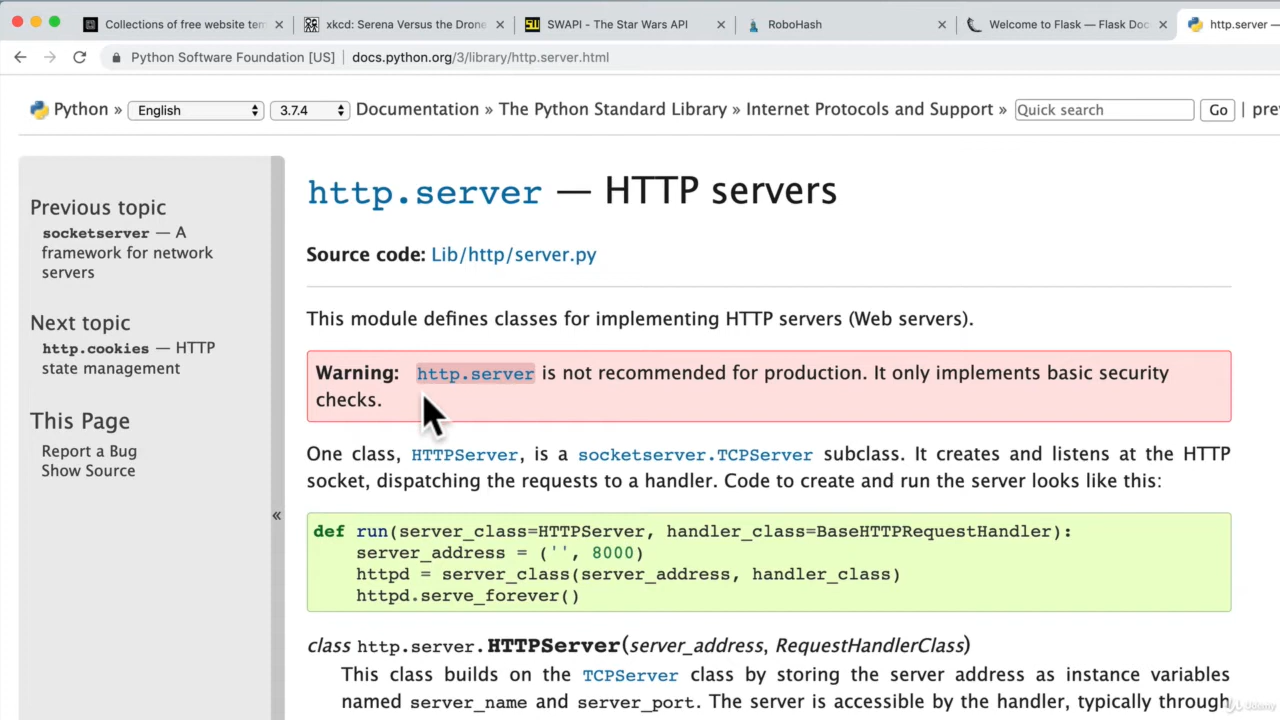 Collections of free website tem
xkcd: Serena Versus the Drone
SWAPI - The Star Wars API
RoboHash
Welcome to Flask — Flask Doc
http.server —
Python Software Foundation [US] | docs.python.org/3/library/http.server.html
Python » English 3.7.4 Documentation » The Python Standard Library » Internet Protocols and Support » Quick search Go | pre
Previous topic
socketserver — A
framework for network
servers
Next topic
http.cookies — HTTP
state management
This Page
Report a Bug
Show Source
«
http.server — HTTP servers
Source code: Lib/http/server.py
This module defines classes for implementing HTTP servers (Web servers).
Warning: http.server is not recommended for production. It only implements basic security
checks.
One class, HTTPServer, is a socketserver.TCPServer subclass. It creates and listens at the HTTP
socket, dispatching the requests to a handler. Code to create and run the server looks like this:
def run(server_class=HTTPServer, handler_class=BaseHTTPRequestHandler):
server_address = ('', 8000)
httpd = server_class(server_address, handler_class)
httpd.serve_forever()
class http.server.HTTPServer(server_address, RequestHandlerClass)
This class builds on the TCPServer class by storing the server address as instance variables
named server_name and server_port. The server is accessible by the handler, typically through
Udemy